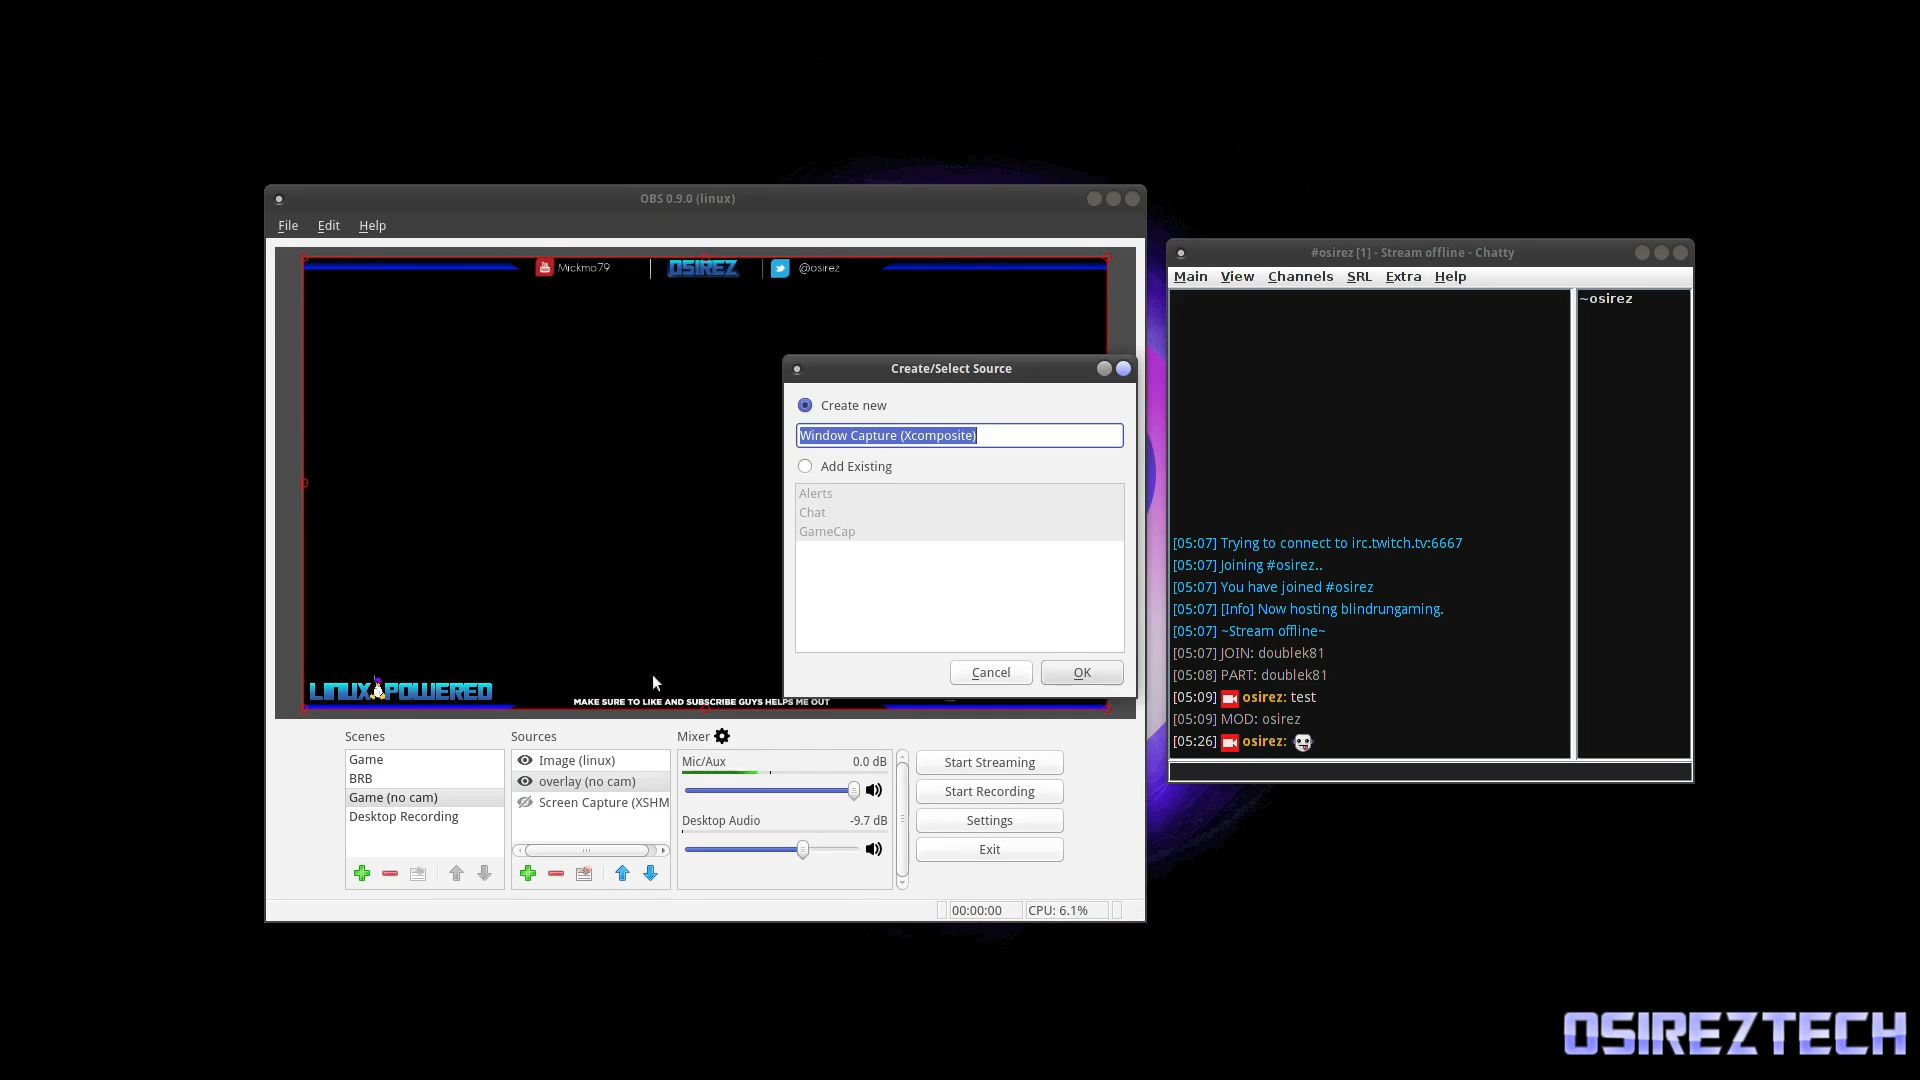 OBS 0.9.0 (linux)
File Edit Help
Mickmo79
OSIREZ
@osirez
LINUX POWERED
MAKE SURE TO LIKE AND SUBSCRIBE GUYS HELPS ME OUT
Create/Select Source
Create new
Window Capture (Xcomposite)
Add Existing
Alerts
Chat
GameCap
Cancel OK
Scenes
Game
BRB
Game (no cam)
Desktop Recording
Sources
Image (linux)
overlay (no cam)
Screen Capture (XSHM
Mixer
Mic/Aux 0.0 dB
Desktop Audio -9.7 dB
Start Streaming
Start Recording
Settings
Exit
00:00:00 CPU: 6.1%
#osirez [1] - Stream offline - Chatty
Main View Channels SRL Extra Help
~osirez
[05:07] Trying to connect to irc.twitch.tv:6667
[05:07] Joining #osirez..
[05:07] You have joined #osirez
[05:07] [Info] Now hosting blindrungaming.
[05:07] ~Stream offline~
[05:07] JOIN: doublek81
[05:08] PART: doublek81
[05:09] osirez: test
[05:09] MOD: osirez
[05:26] osirez:
OSIREZTECH